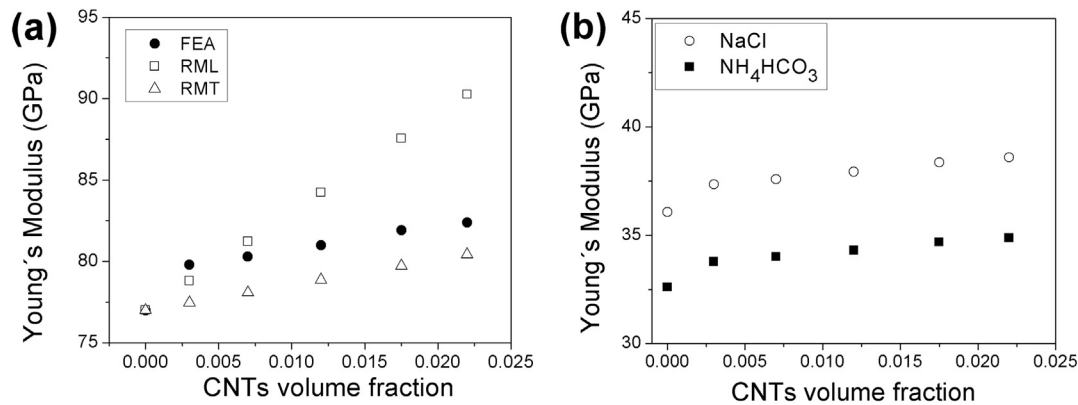 (a)
FEA
RML
RMT
95
90
85
80
75
Young´s Modulus (GPa)
0.000 0.005 0.010 0.015 0.020 0.025
CNTs volume fraction
(b)
NaCl
NH4HCO3
45
40
35
30
Young´s Modulus (GPa)
0.000 0.005 0.010 0.015 0.020 0.025
CNTs volume fraction